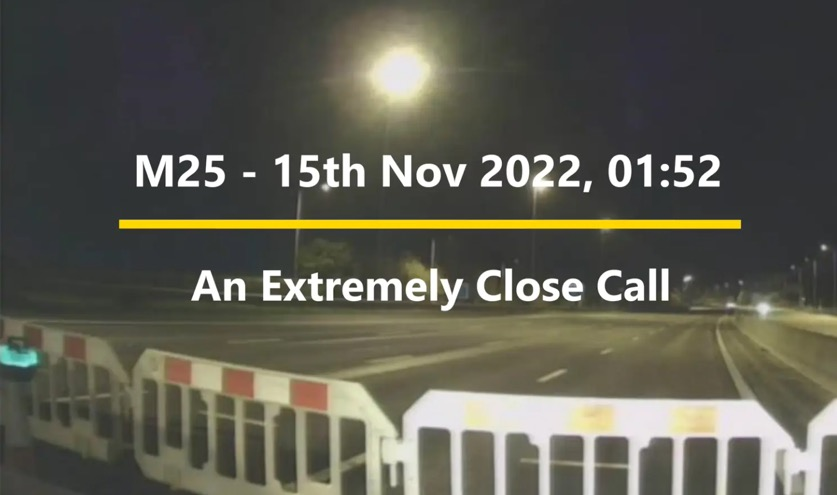 M25 - 15th Nov 2022, 01:52
An Extremely Close Call